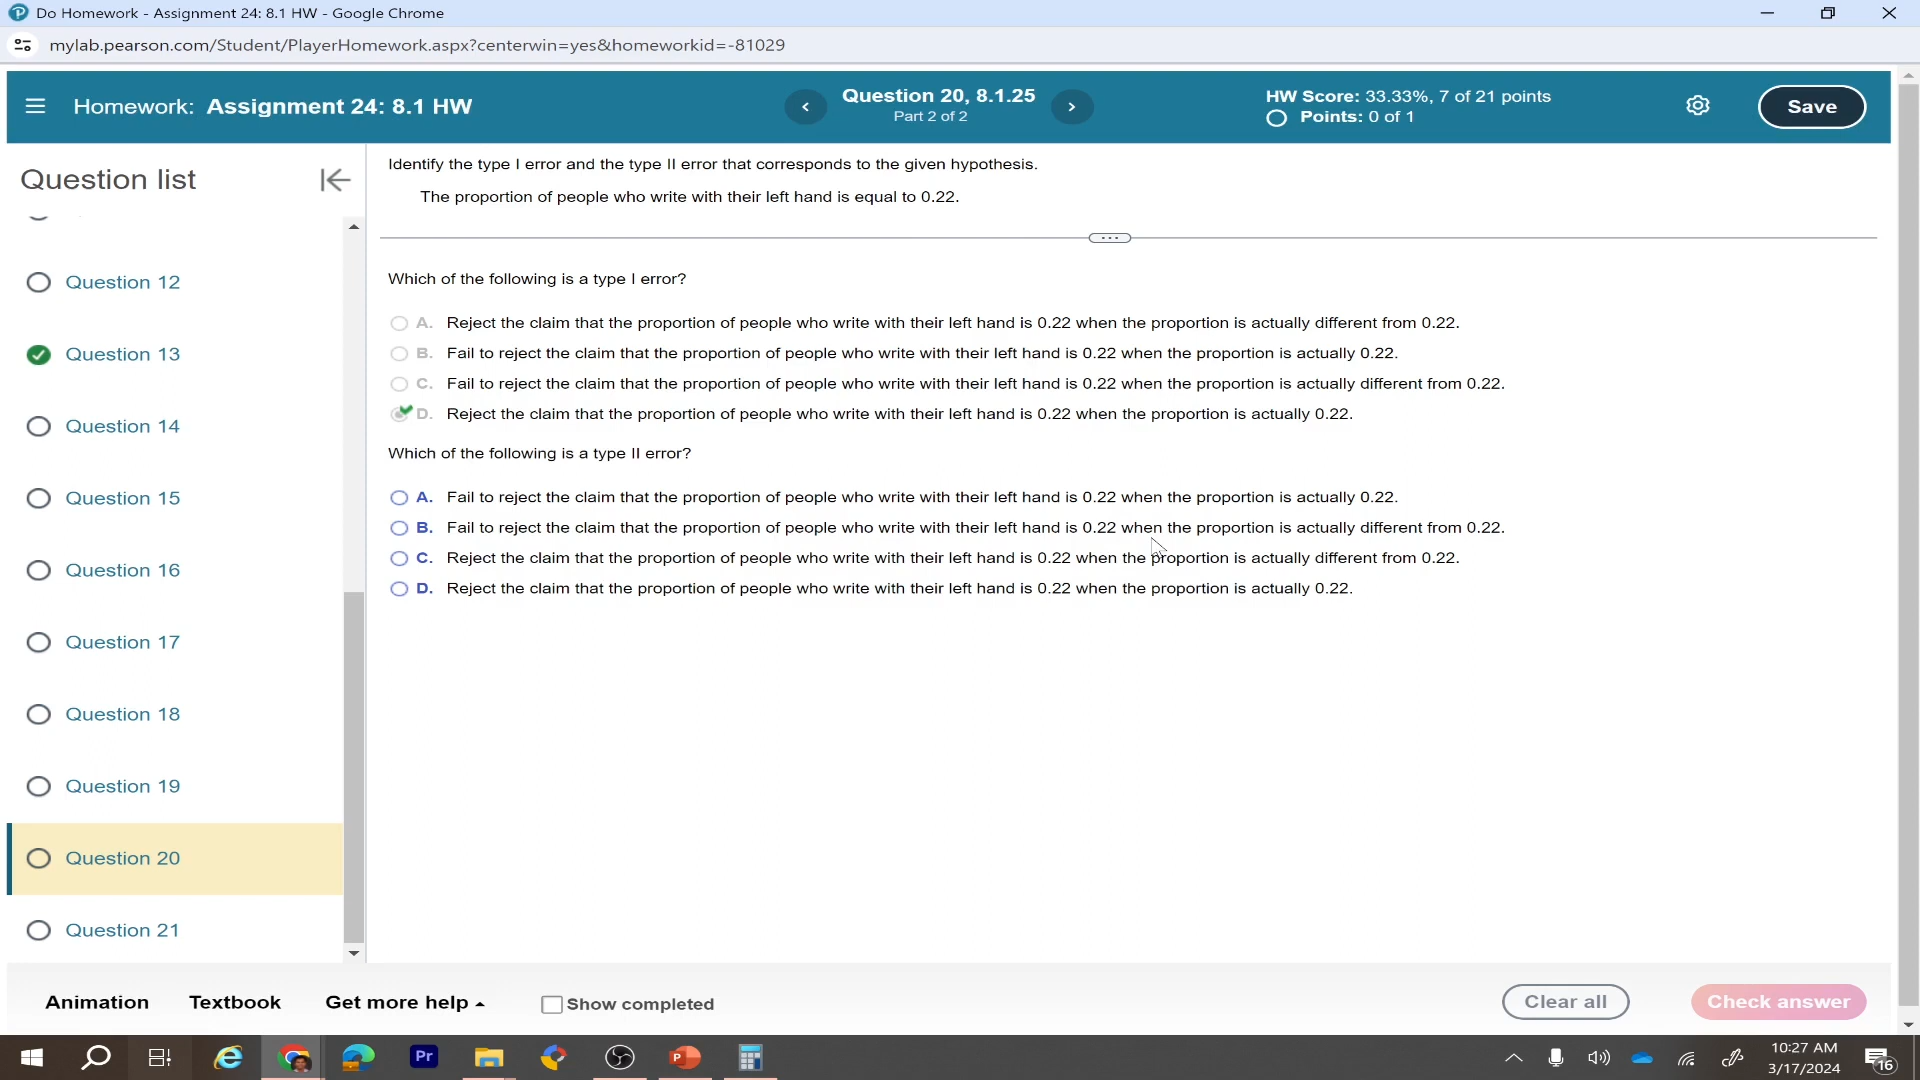 Do Homework - Assignment 24: 8.1 HW - Google Chrome
mylab.pearson.com/Student/PlayerHomework.aspx?centerwin=yes&homeworkid=-81029
Homework: Assignment 24: 8.1 HW
Question 20, 8.1.25
Part 2 of 2
HW Score: 33.33%, 7 of 21 points
Points: 0 of 1
Save
Question list
Question 12
Question 13
Question 14
Question 15
Question 16
Question 17
Question 18
Question 19
Question 20
Question 21
Identify the type I error and the type II error that corresponds to the given hypothesis.
The proportion of people who write with their left hand is equal to 0.22.
Which of the following is a type I error?
A. Reject the claim that the proportion of people who write with their left hand is 0.22 when the proportion is actually different from 0.22.
B. Fail to reject the claim that the proportion of people who write with their left hand is 0.22 when the proportion is actually 0.22.
C. Fail to reject the claim that the proportion of people who write with their left hand is 0.22 when the proportion is actually different from 0.22.
D. Reject the claim that the proportion of people who write with their left hand is 0.22 when the proportion is actually 0.22.
Which of the following is a type II error?
A. Fail to reject the claim that the proportion of people who write with their left hand is 0.22 when the proportion is actually 0.22.
B. Fail to reject the claim that the proportion of people who write with their left hand is 0.22 when the proportion is actually different from 0.22.
C. Reject the claim that the proportion of people who write with their left hand is 0.22 when the proportion is actually different from 0.22.
D. Reject the claim that the proportion of people who write with their left hand is 0.22 when the proportion is actually 0.22.
Animation
Textbook
Get more help
Show completed
Clear all
Check answer
Pr
P
10:27 AM
3/17/2024
16